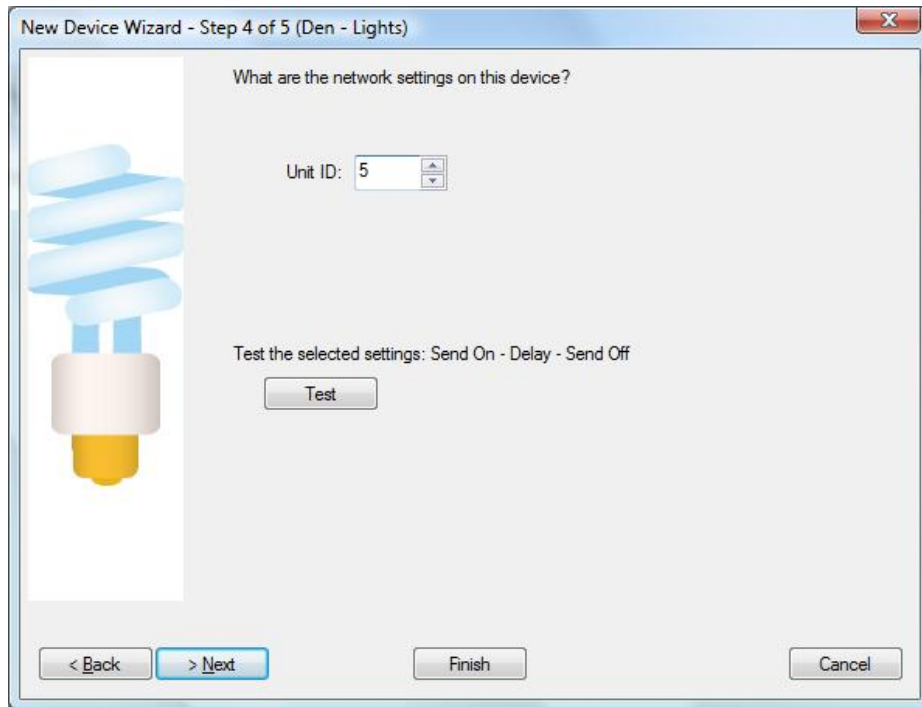 New Device Wizard - Step 4 of 5 (Den - Lights)
What are the network settings on this device?
Unit ID: 5
Test the selected settings: Send On - Delay - Send Off
Test
< Back > Next Finish Cancel